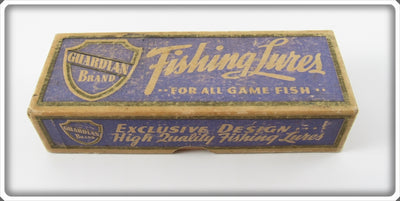 GUARDIAN
BRAND
Fishing Lures
FOR ALL GAME FISH
GUARDIAN
BRAND
EXCLUSIVE DESIGN
High Quality Fishing Lures